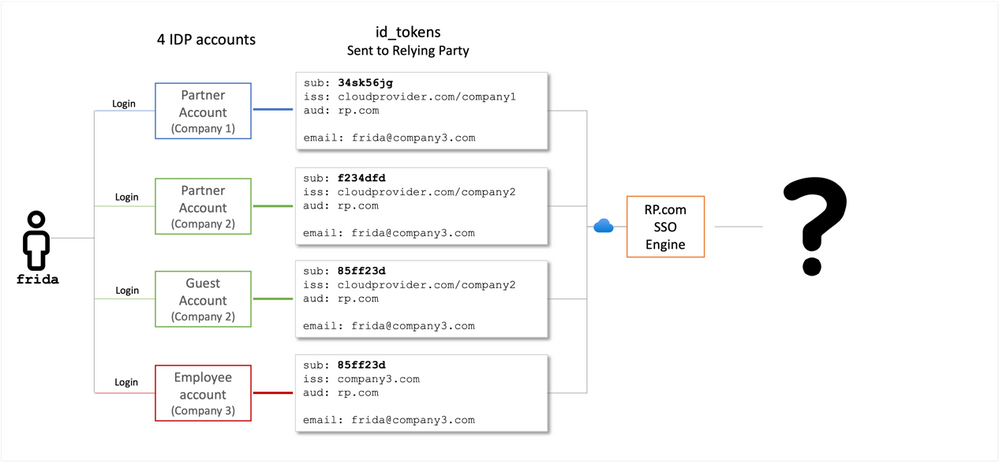 4 IDP accounts
id_tokens
Sent to Relying Party
Login
Partner
Account
(Company 1)
sub: 34sk56jg
iss: cloudprovider.com/company1
aud: rp.com
email: frida@company3.com
Login
Partner
Account
(Company 2)
sub: f234dfd
iss: cloudprovider.com/company2
aud: rp.com
email: frida@company3.com
frida
Login
Guest
Account
(Company 2)
sub: 85ff23d
iss: cloudprovider.com/company2
aud: rp.com
email: frida@company3.com
Login
Employee
account
(Company 3)
sub: 85ff23d
iss: company3.com
aud: rp.com
email: frida@company3.com
RP.com
SSO
Engine
?